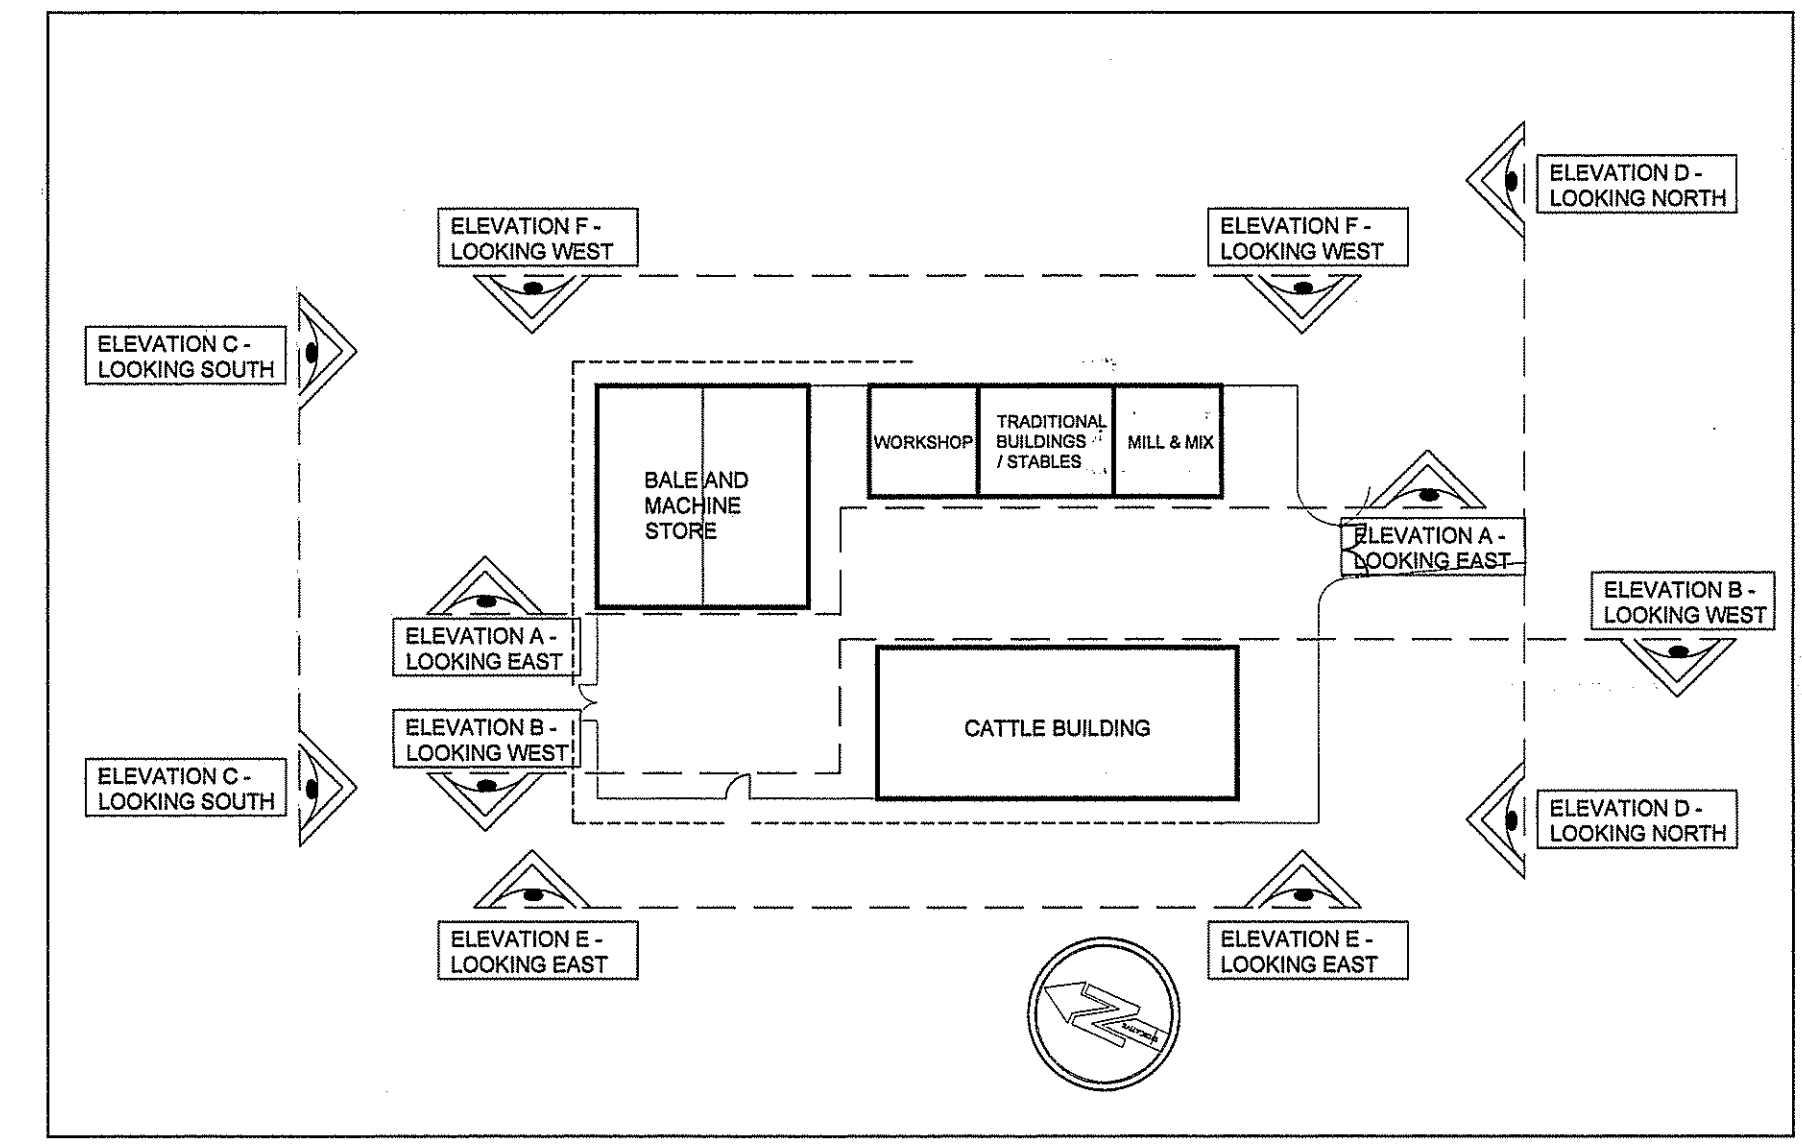 ELEVATION D -
LOOKING NORTH
ELEVATION F -
LOOKING WEST
ELEVATION F -
LOOKING WEST
ELEVATION C -
LOOKING SOUTH
WORKSHOP
TRADITIONAL
BUILDINGS
/ STABLES
MILL & MIX
BALE AND
MACHINE
STORE
ELEVATION A -
LOOKING EAST
ELEVATION B -
LOOKING WEST
ELEVATION A -
LOOKING EAST
ELEVATION B -
LOOKING WEST
CATTLE BUILDING
ELEVATION C -
LOOKING SOUTH
ELEVATION D -
LOOKING NORTH
ELEVATION E -
LOOKING EAST
ELEVATION E -
LOOKING EAST